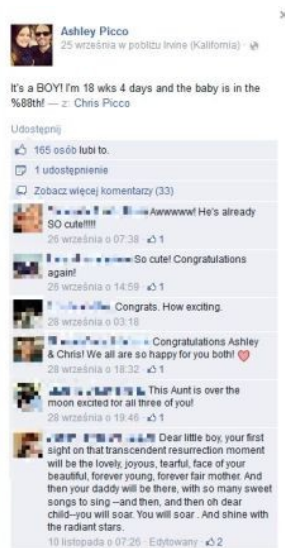 Ashley Picco
25 września w pobliżu Irvine (Kalifornia) ·
It's a BOY! I'm 18 wks 4 days and the baby is in the
%88th! — z: Chris Picco
Udostępnij
165 osób lubi to.
1 udostępnienie
Zobacz więcej komentarzy (33)
Awwwww! He's already
SO cute!!!!!
26 września o 07:38 · 1
So cute! Congratulations
again!
26 września o 14:59 · 1
Congrats. How exciting.
28 września o 03:18
Congratulations Ashley
& Chris! We all are so happy for you both!
28 września o 18:32 · 1
This Aunt is over the
moon excited for all three of you!
28 września o 19:46 · 1
Dear little boy, your first
sight on that transcendent resurrection moment
will be the lovely, joyous, tearful, face of your
beautiful, forever young, forever fair mother. And
then your daddy will be there, with so many sweet
songs to sing --and then, and then oh dear
child--you will soar. You will soar . And shine with
the radiant stars.
10 listopada o 07:26 · Edytowany · 2